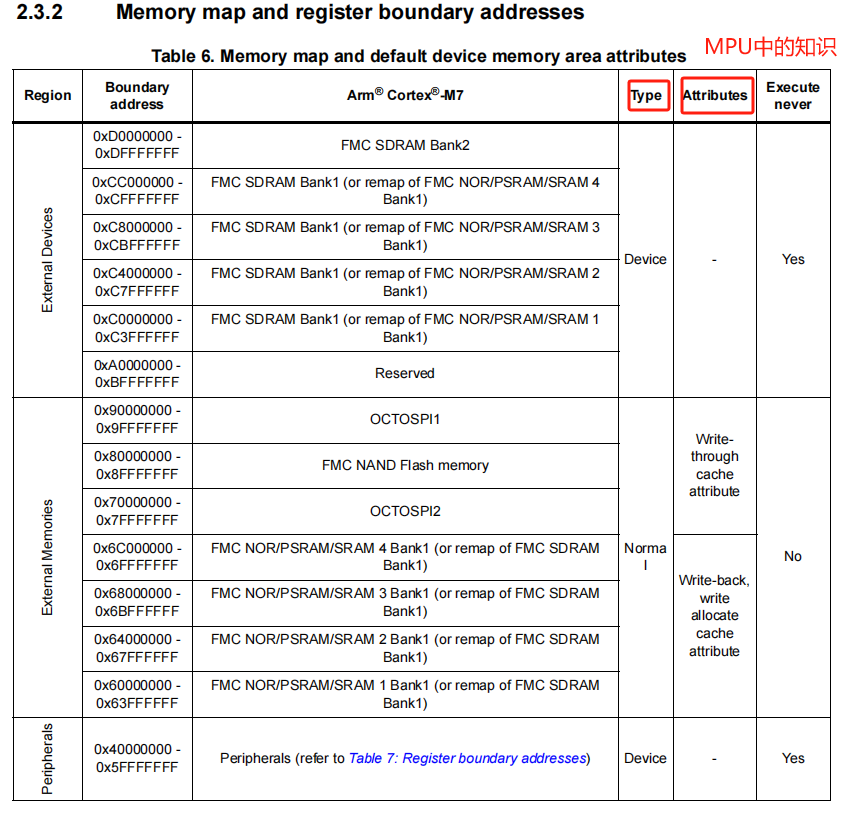 2.3.2 Memory map and register boundary addresses
Table 6. Memory map and default device memory area attributes
MPU中的知识
Region
Boundary
address
Arm® Cortex®-M7
Type
Attributes
Execute
never
External Devices
0xD0000000 -
0xDFFFFFFF
FMC SDRAM Bank2
0xCC000000 -
0xCFFFFFFF
FMC SDRAM Bank1 (or remap of FMC NOR/PSRAM/SRAM 4
Bank1)
0xC8000000 -
0xCBFFFFFF
FMC SDRAM Bank1 (or remap of FMC NOR/PSRAM/SRAM 3
Bank1)
0xC4000000 -
0xC7FFFFFF
FMC SDRAM Bank1 (or remap of FMC NOR/PSRAM/SRAM 2
Bank1)
0xC0000000 -
0xC3FFFFFF
FMC SDRAM Bank1 (or remap of FMC NOR/PSRAM/SRAM 1
Bank1)
0xA0000000 -
0xBFFFFFFF
Reserved
Device
-
Yes
External Memories
0x90000000 -
0x9FFFFFFF
OCTOSPI1
0x80000000 -
0x8FFFFFFF
FMC NAND Flash memory
0x70000000 -
0x7FFFFFFF
OCTOSPI2
0x6C000000 -
0x6FFFFFFF
FMC NOR/PSRAM/SRAM 4 Bank1 (or remap of FMC SDRAM
Bank1)
0x68000000 -
0x6BFFFFFF
FMC NOR/PSRAM/SRAM 3 Bank1 (or remap of FMC SDRAM
Bank1)
0x64000000 -
0x67FFFFFF
FMC NOR/PSRAM/SRAM 2 Bank1 (or remap of FMC SDRAM
Bank1)
0x60000000 -
0x63FFFFFF
FMC NOR/PSRAM/SRAM 1 Bank1 (or remap of FMC SDRAM
Bank1)
Norma
l
Write-
through
cache
attribute
Write-back,
write
allocate
cache
attribute
No
Peripherals
0x40000000 -
0x5FFFFFFF
Peripherals (refer to Table 7: Register boundary addresses)
Device
-
Yes